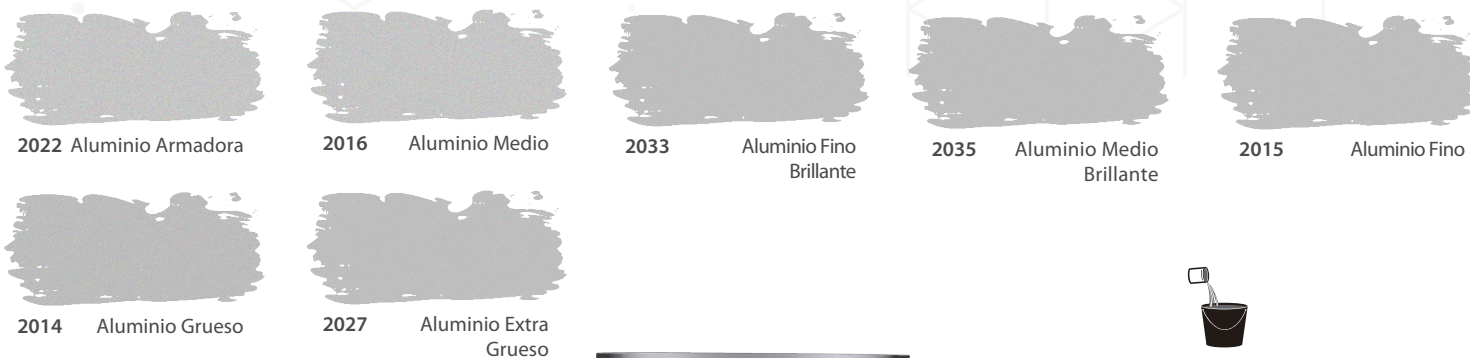 2022 Aluminio Armadora
2016 Aluminio Medio
2033 Aluminio Fino
Brillante
2035 Aluminio Medio
Brillante
2015 Aluminio Fino
2014 Aluminio Grueso
2027 Aluminio Extra
Grueso